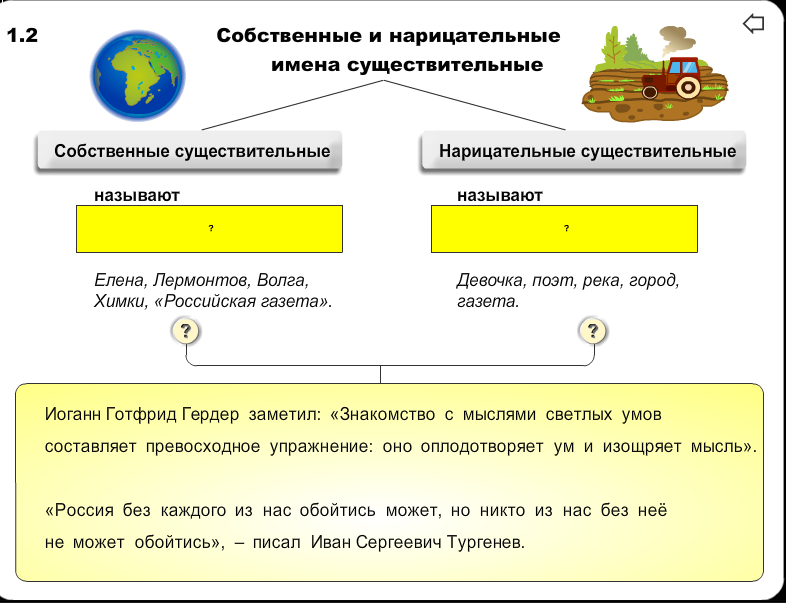 1.2
Собственные и нарицательные
имена существительные
Собственные существительные
Нарицательные существительные
называют
называют
?
?
Елена, Лермонтов, Волга,
Химки, «Российская газета».
Девочка, поэт, река, город,
газета.
?
?
Иоганн Готфрид Гердер заметил: «Знакомство с мыслями светлых умов
составляет превосходное упражнение: оно оплодотворяет ум и изощряет мысль».
«Россия без каждого из нас обойтись может, но никто из нас без неё
не может обойтись», – писал Иван Сергеевич Тургенев.